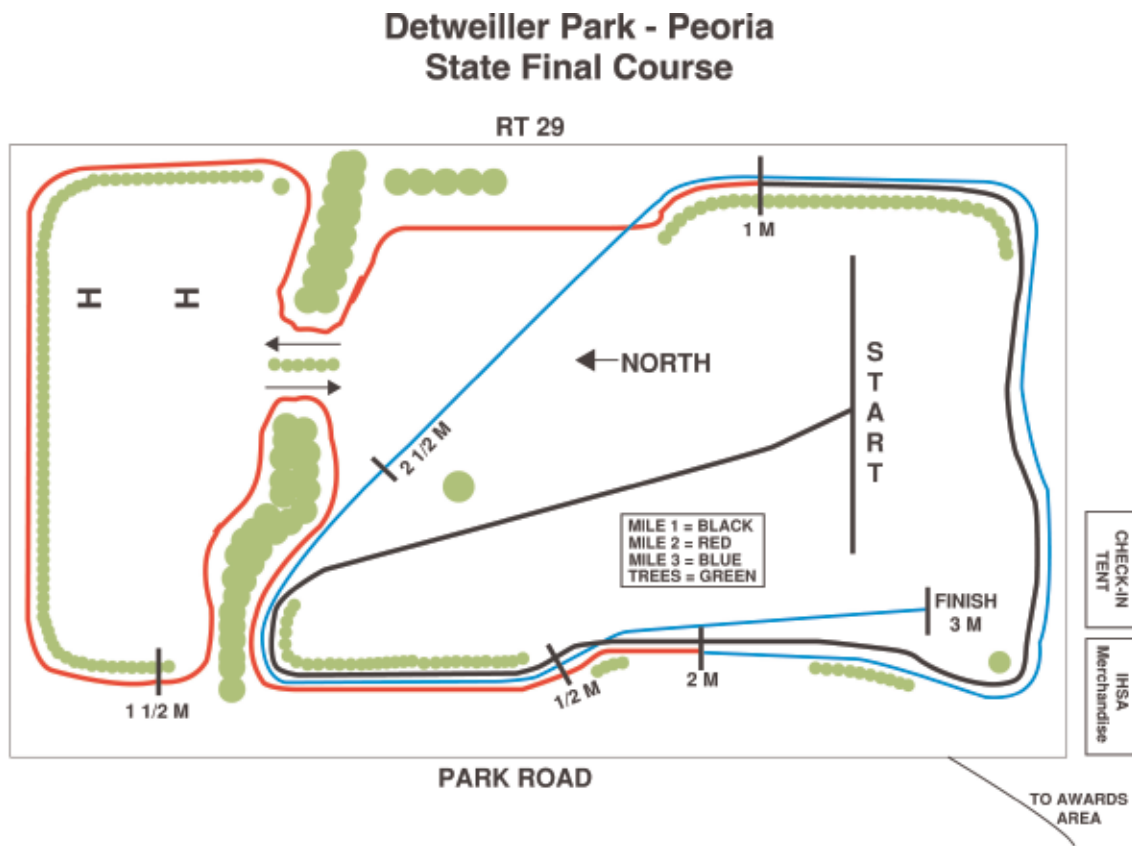 Detweiller Park - Peoria
State Final Course
RT 29
1 M
H H
NORTH
START
2 1/2 M
MILE 1 = BLACK
MILE 2 = RED
MILE 3 = BLUE
TREES = GREEN
CHECK-IN
TENT
FINISH
3 M
IHSA
Merchandise
1/2 M
2 M
1 1/2 M
PARK ROAD
TO AWARDS
AREA